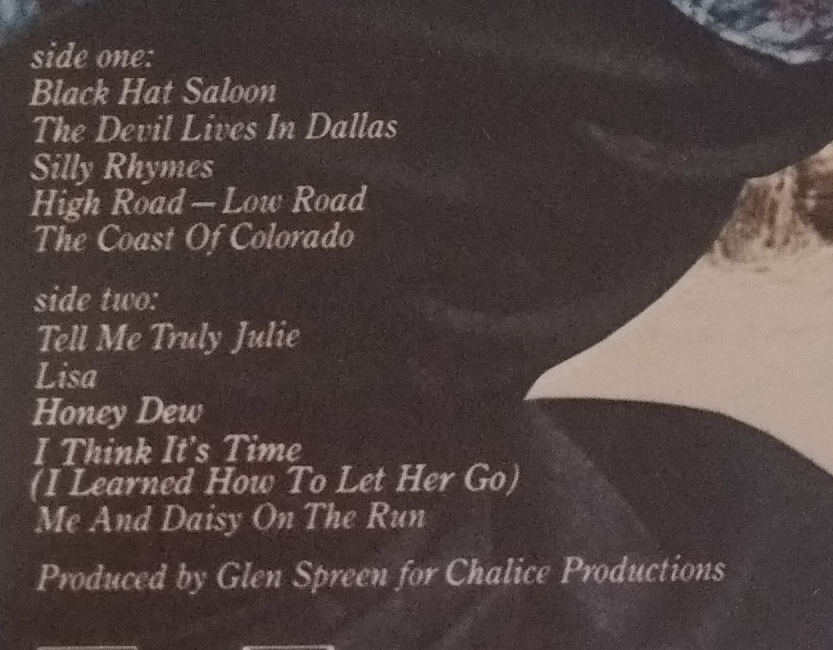 side one:
Black Hat Saloon
The Devil Lives In Dallas
Silly Rhymes
High Road – Low Road
The Coast Of Colorado
side two:
Tell Me Truly Julie
Lisa
Honey Dew
I Think It's Time
(I Learned How To Let Her Go)
Me And Daisy On The Run
Produced by Glen Spreen for Chalice Productions